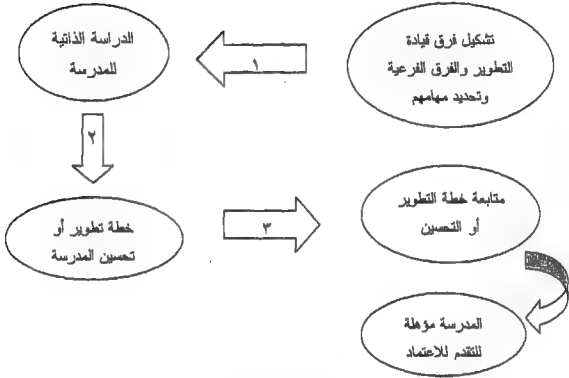 تشكيل فرق قيادة
التطوير والفرق الفرعية
وتحديد مهامهم
١
الدراسة الذاتية
للمدرسة
٢
خطة تطوير أو
تحسين المدرسة
٣
متابعة خطة التطوير
أو التحسين
المدرسة مؤهلة
للتقدم للاعتماد